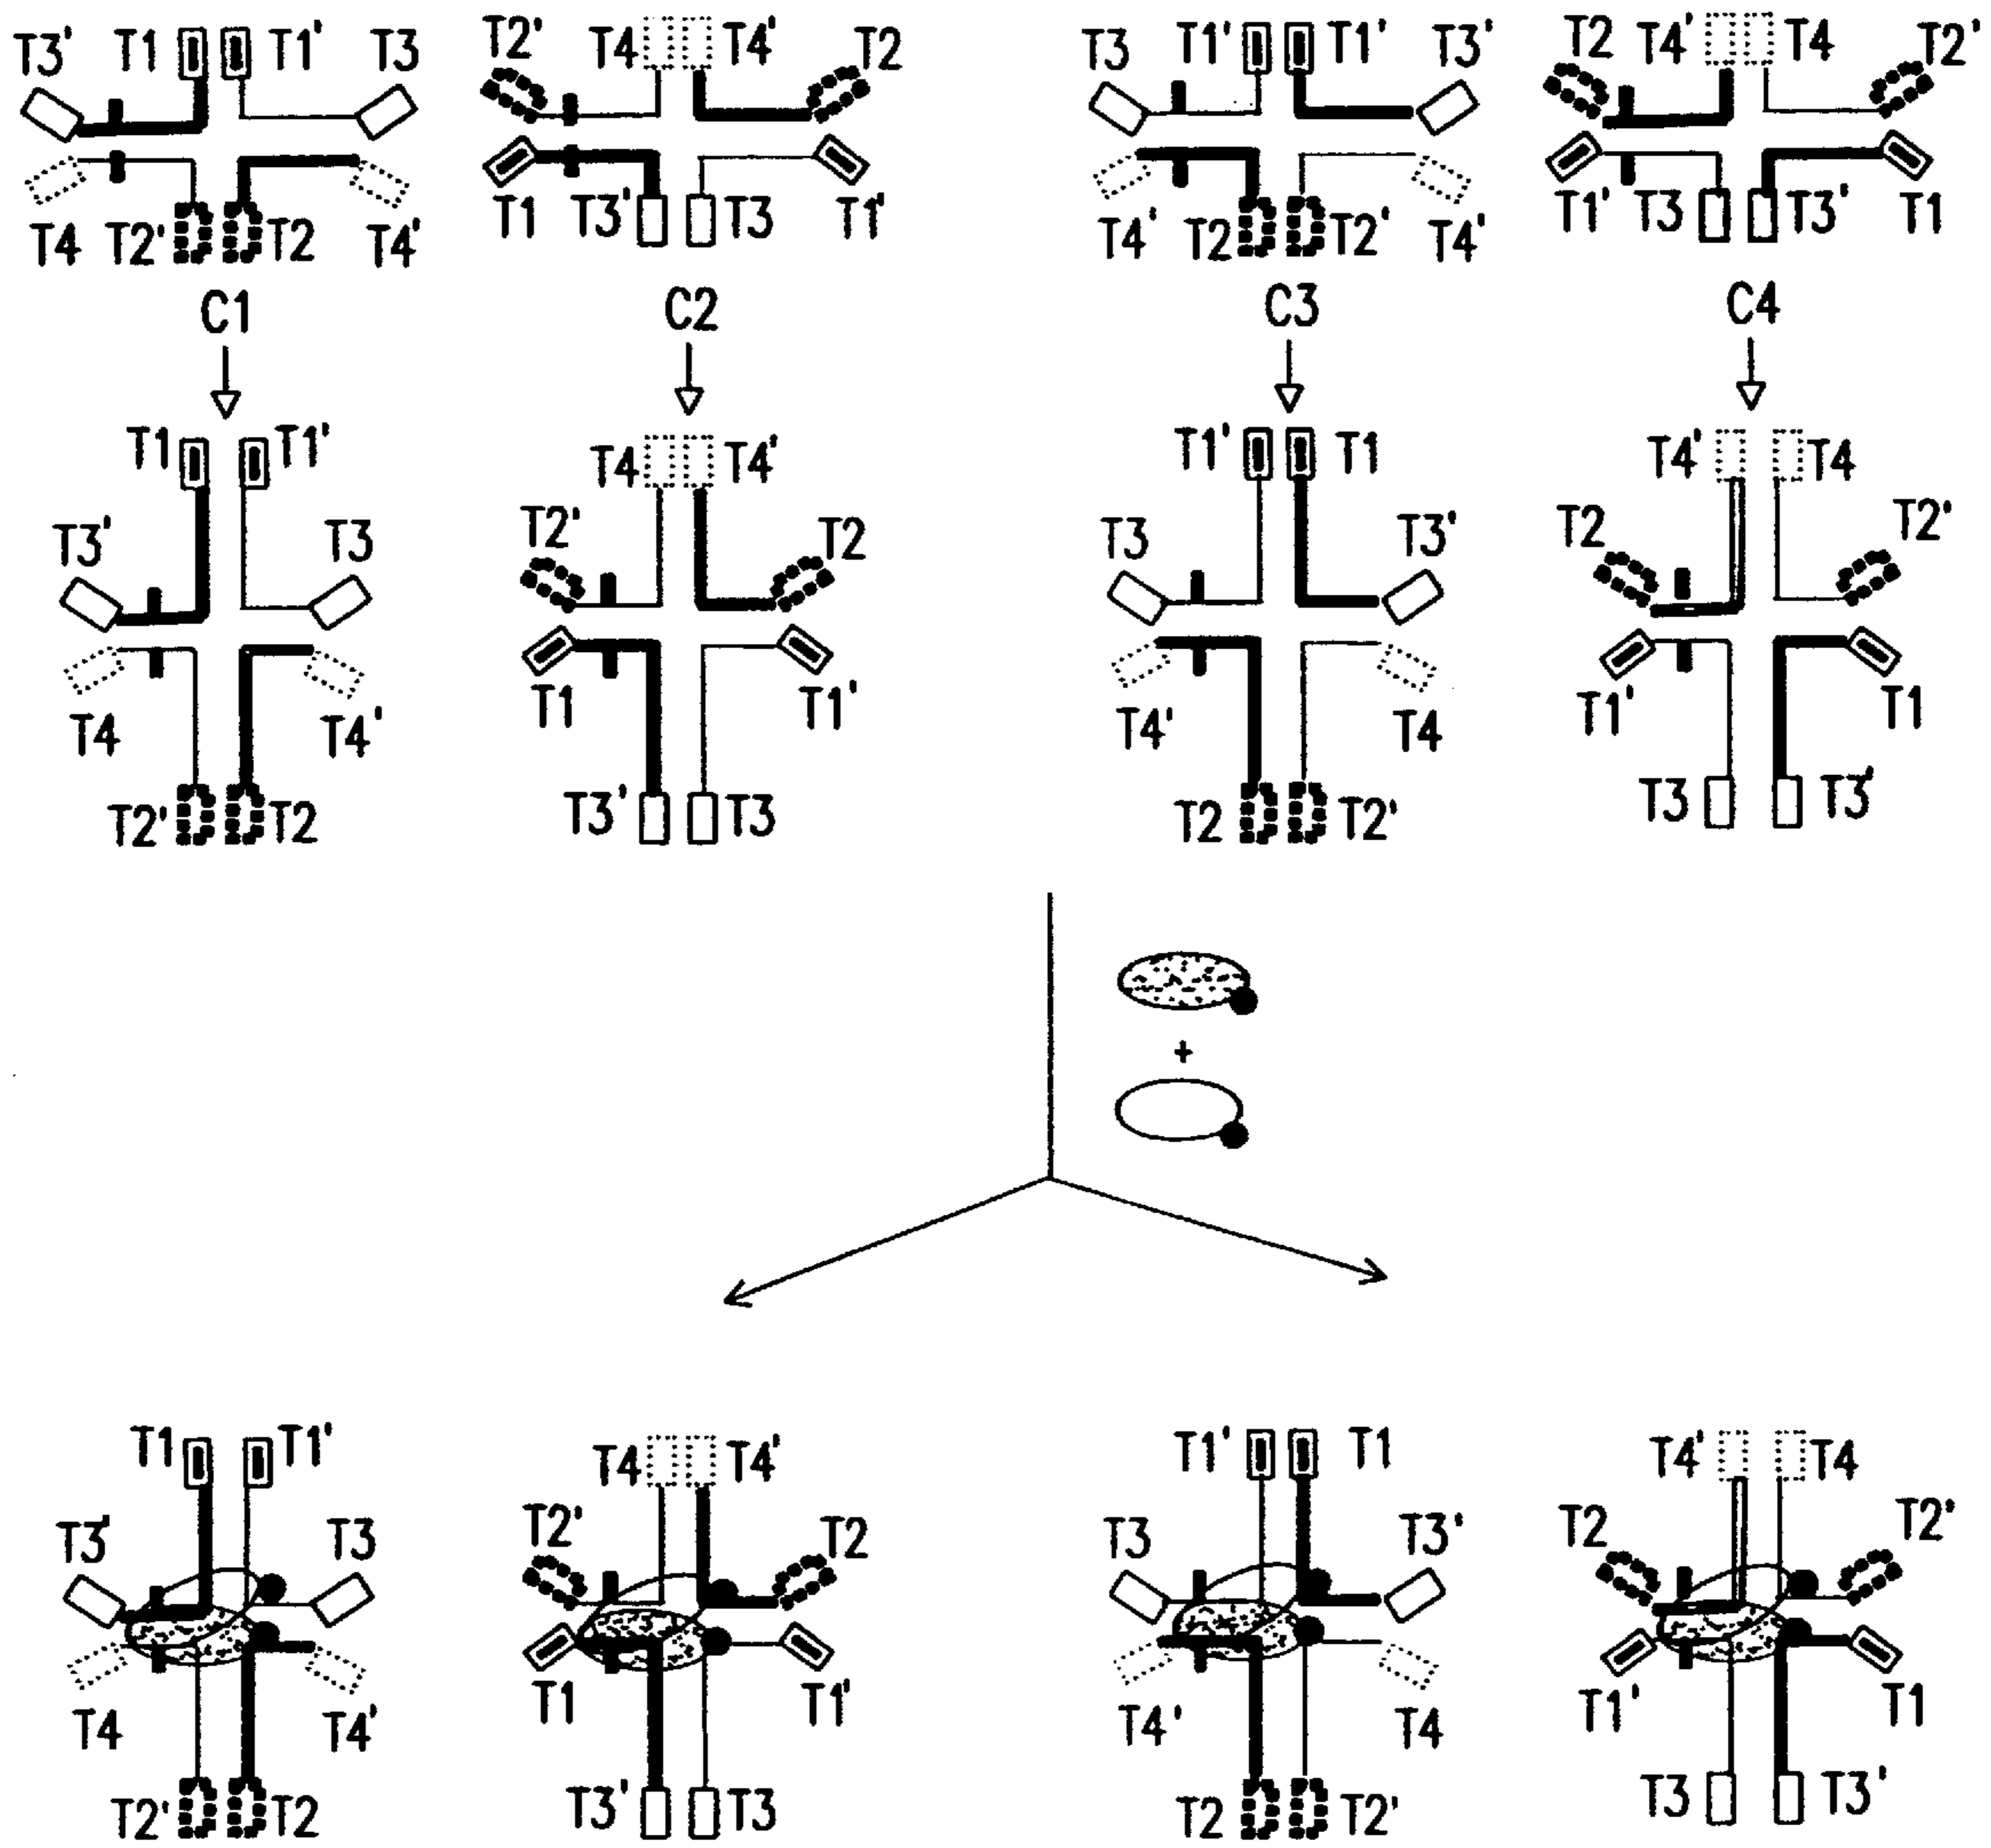 T3' T1 T1' T3
T2' T4 T4' T2
T3 T1' T1' T3'
T2 T4' T4 T2'
T4 T2' T2 T4'
T1 T3' T3 T1'
T4' T2 T2' T4'
T1' T3 T3' T1
C1 C2 C3 C4
T1 T1'
T4 T4'
T1' T1
T4' T4
T3' T3
T2' T2
T3 T3'
T2 T2'
T4 T4'
T1 T1'
T4' T4
T1' T1
T2' T2
T3' T3
T2 T2'
T3 T3'
+
T1 T1'
T4 T4'
T1' T1
T4' T4
T3' T3
T2' T2
T3 T3'
T2 T2'
T4 T4'
T1 T1'
T4' T4
T1' T1
T2' T2
T3' T3
T2 T2'
T3 T3'